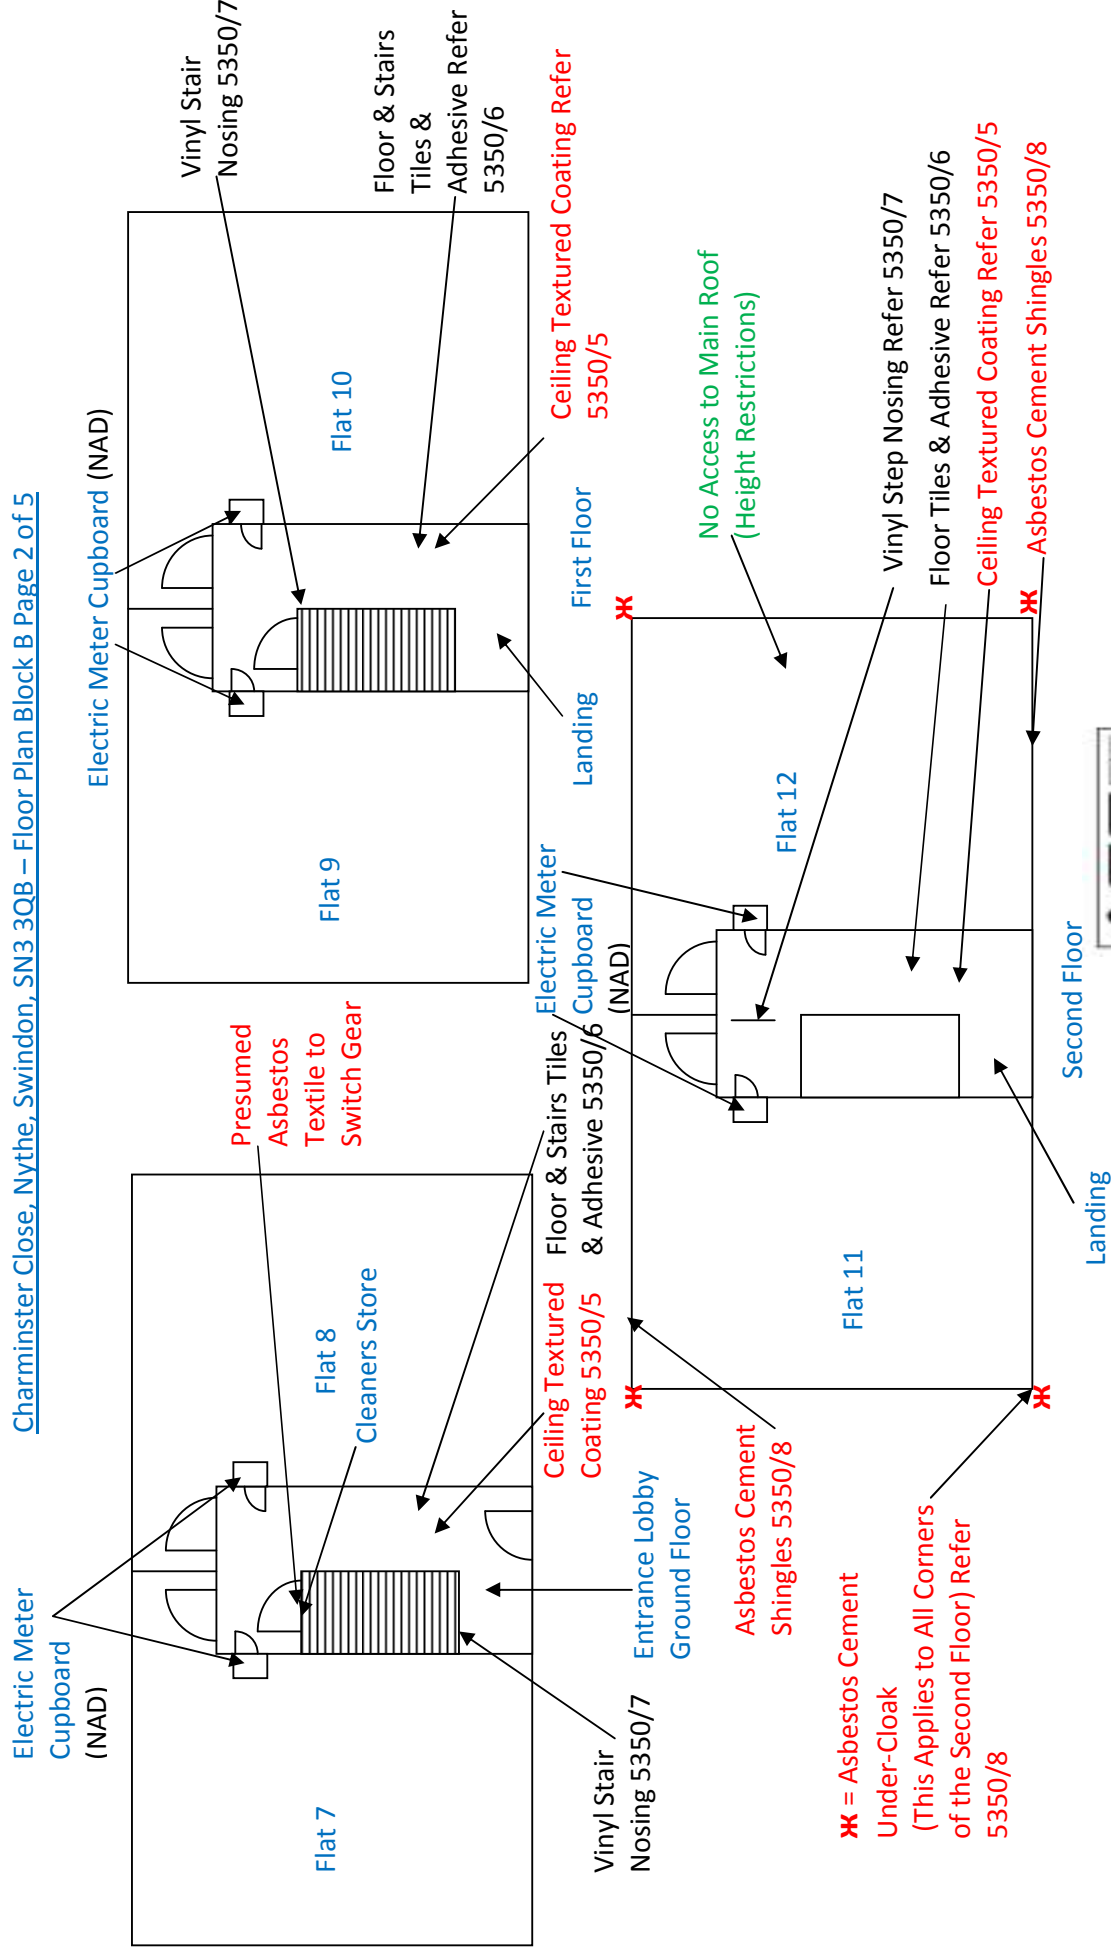 Charminster Close, Nythe, Swindon, SN3 3QB – Floor Plan Block B Page 2 of 5
Electric Meter
Cupboard
(NAD)
Flat 7
Flat 8
Cleaners Store
Presumed
Asbestos
Textile to
Switch Gear
Floor & Stairs Tiles
& Adhesive 5350/6
Ceiling Textured
Coating 5350/5
Entrance Lobby
Ground Floor
Vinyl Stair
Nosing 5350/7
Electric Meter Cupboard (NAD)
Flat 9
Flat 10
Vinyl Stair
Nosing 5350/7
Floor & Stairs
Tiles &
Adhesive Refer
5350/6
Ceiling Textured Coating Refer
5350/5
First Floor
Landing
Electric Meter
Cupboard
(NAD)
Flat 11
Flat 12
No Access to Main Roof
(Height Restrictions)
Vinyl Step Nosing Refer 5350/7
Floor Tiles & Adhesive Refer 5350/6
Ceiling Textured Coating Refer 5350/5
Asbestos Cement Shingles 5350/8
Second Floor
Landing
Asbestos Cement
Shingles 5350/8
Ж
Ж
Ж
Ж
Ж = Asbestos Cement
Under-Cloak
(This Applies to All Corners
of the Second Floor) Refer
5350/8